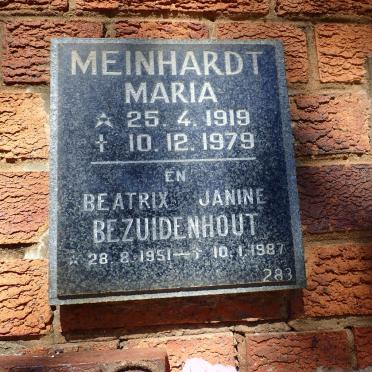 MEINHARDT
MARIA
☆ 25. 4. 1919
† 10. 12. 1979
EN
BEATRIX JANINE
BEZUIDENHOUT
☆ 28. 8. 1951 — † 10. 1. 1987
283